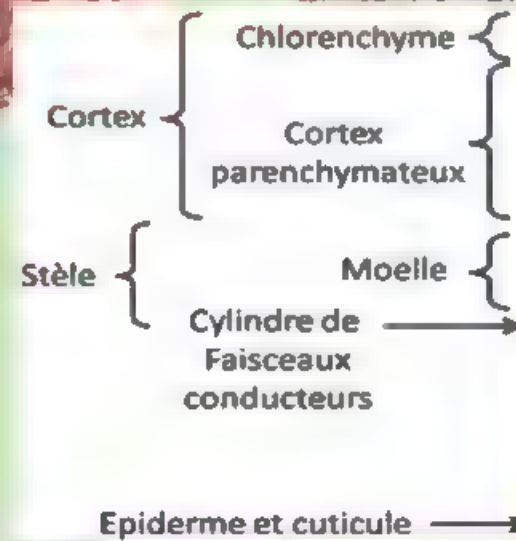 Chlorenchyme
Cortex
Cortex
parenchymateux
Stèle
Moelle
Cylindre de
Faisceaux
conducteurs
Epiderme et cuticule